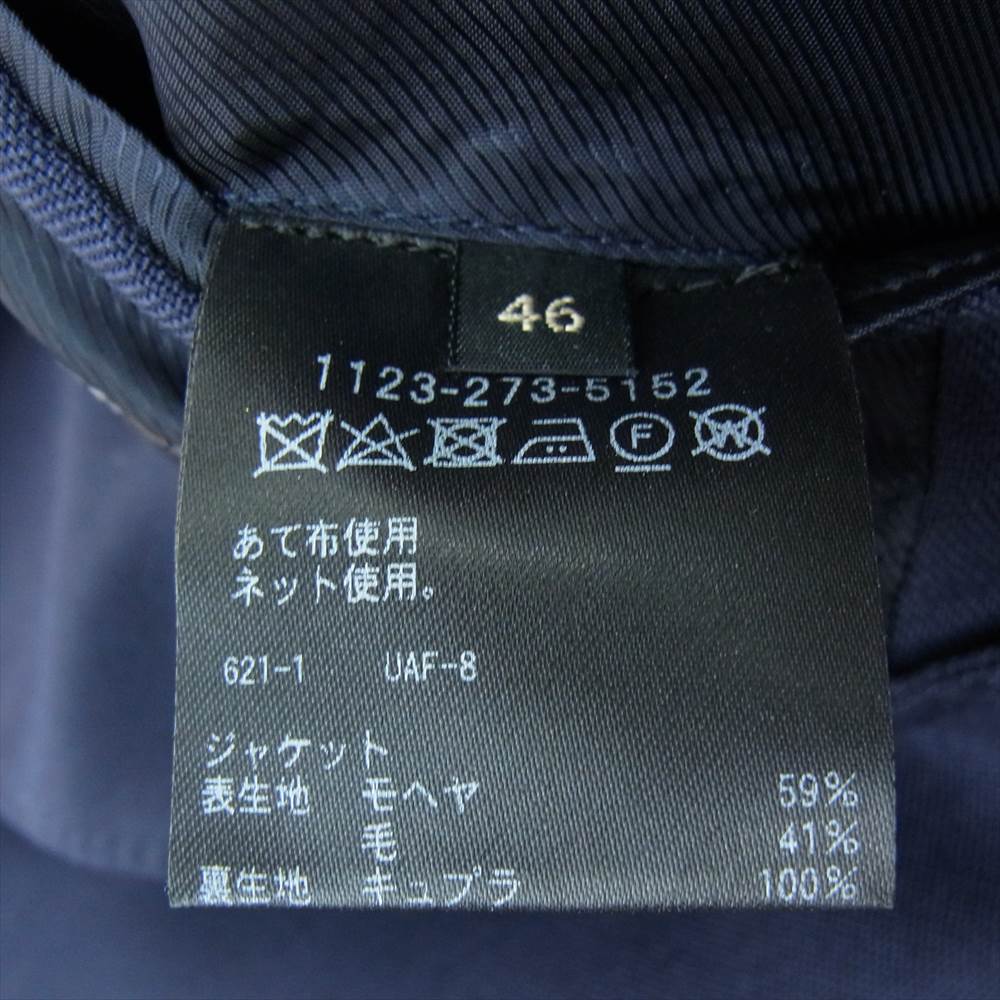 46
1123-273-5152
F W
あて布使用
ネット使用。
621-1 UAF-8
ジャケット
表生地 モヘヤ 59%
毛 41%
裏生地 キュプラ 100%